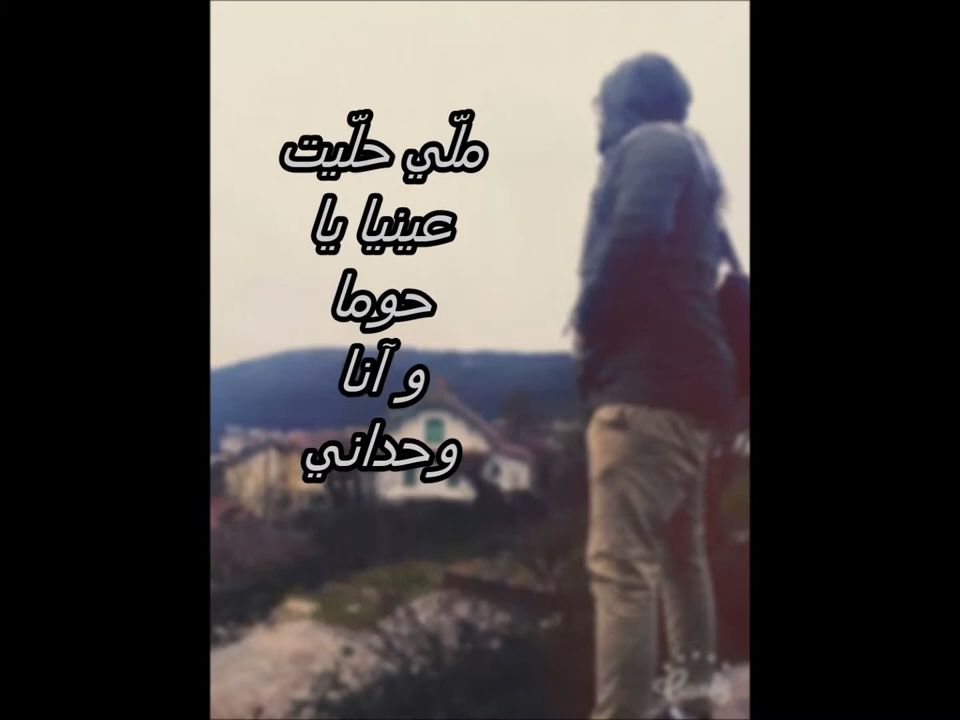 ملّي حلّيت
عينيا يا
حوما
و آنا
وحداني